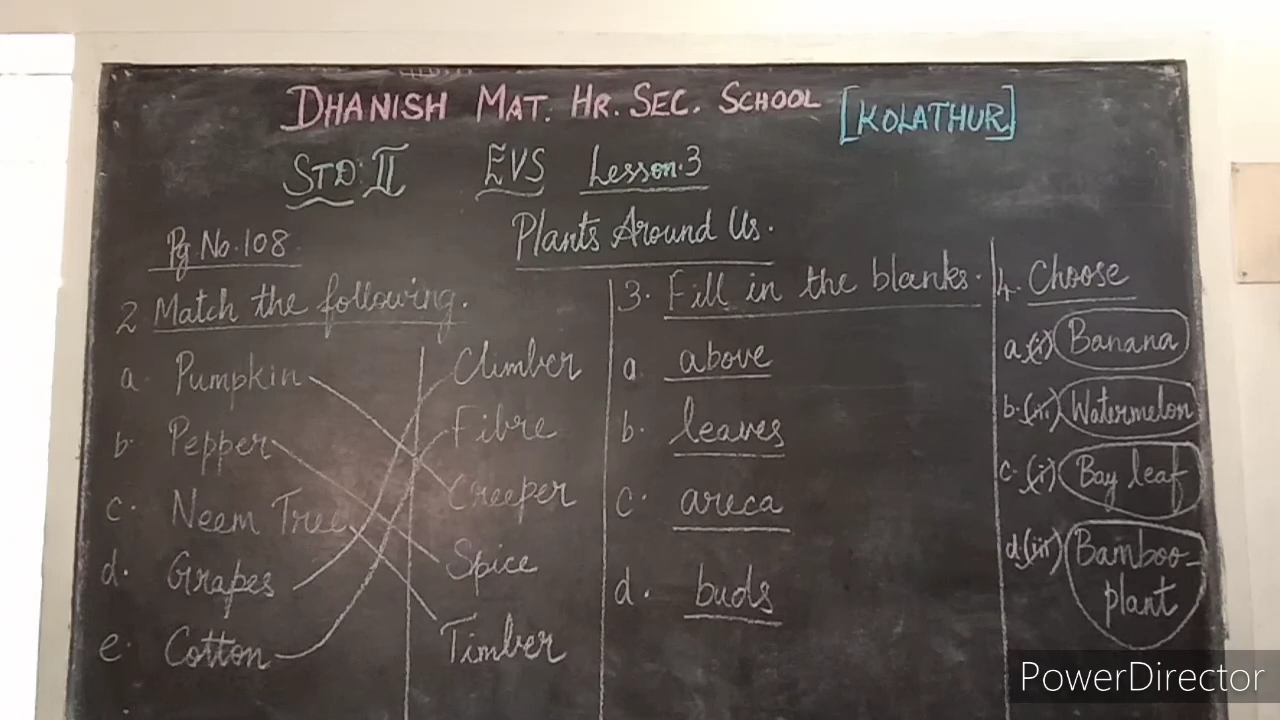 DHANISH MAT. HR. SEC. SCHOOL [KOLATHUR]
STD: II EVS Lesson.3
Plants Around Us.
Pg No. 108
2 Match the following.
a. Pumpkin Climber
b. Pepper Fibre
c. Neem Tree Creeper
d. Grapes Spice
e. Cotton Timber
3. Fill in the blanks.
a. above
b. leaves
c. areca
d. buds
4. Choose
a. Banana
b. Watermelon
c. (i) Bay leaf
d. (iii) Bamboo-
plant
PowerDirector